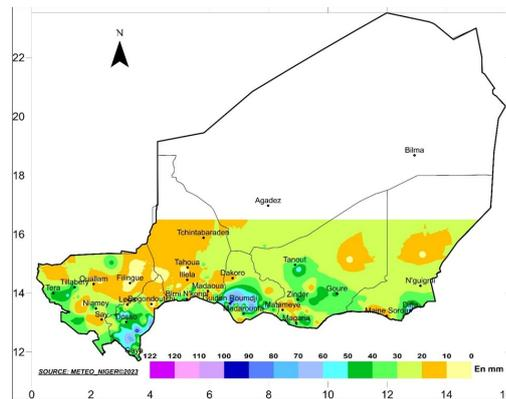 N
22
20
18
16
14
12
Bilma
Agadez
Tchintabaraden
Tahoua
Tanout
Illela
Dakoro
Ouallam
Filingue
Tillabery
Tera
Madaoua
N'guigmi
Birni N'konni
Zinder
Goure
Guidan Roumdji
Niamey
Dogondoutchi
Madarounfa
Matameye
Maine Soroa
Diffa
Say
Dosso
Magaria
Gaya
122 120 110 100 90 80 70 60 50 40 30 20 10 0
En mm
SOURCE: METEO_NIGER©2023
0 2 4 6 8 10 12 14